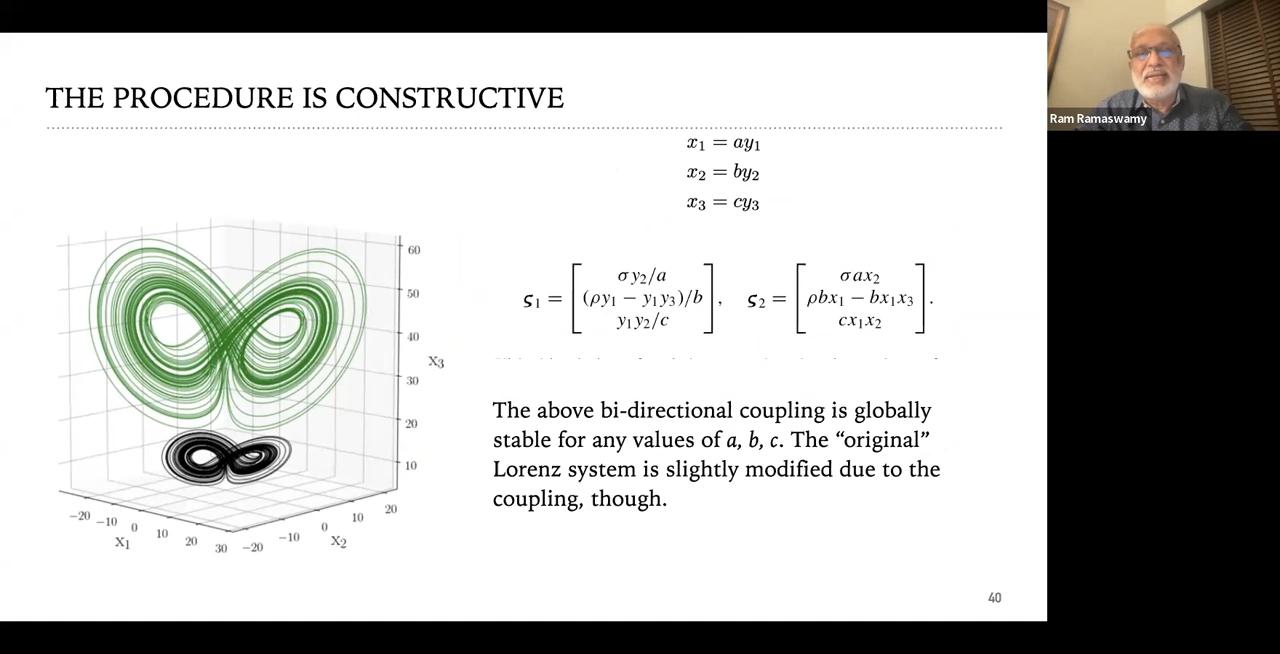 THE PROCEDURE IS CONSTRUCTIVE
x₁ = ay₁
x₂ = by₂
x₃ = cy₃
ς₁ = [ σy₂/a ; (ρy₁ − y₁y₃)/b ; y₁y₂/c ], ς₂ = [ σax₂ ; ρbx₁ − bx₁x₃ ; cx₁x₂ ].
The above bi-directional coupling is globally
stable for any values of a, b, c. The “original”
Lorenz system is slightly modified due to the
coupling, though.
60
50
40
X₃
30
20
10
−20 −10 0 10 20 30
X₁
−20 −10 0 10 20
X₂
40
Ram Ramaswamy